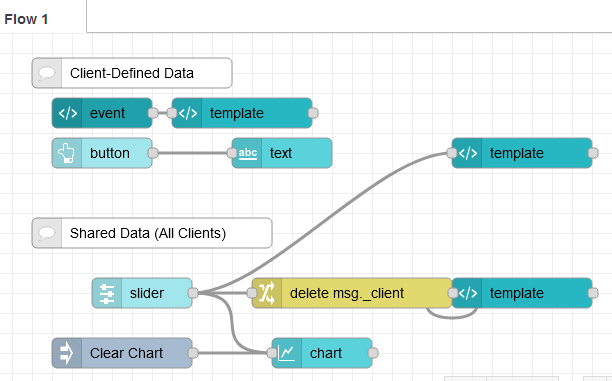 Flow 1
Client-Defined Data
</> event
</> template
button
abc text
</> template
Shared Data (All Clients)
slider
delete msg._client
</> template
Clear Chart
chart